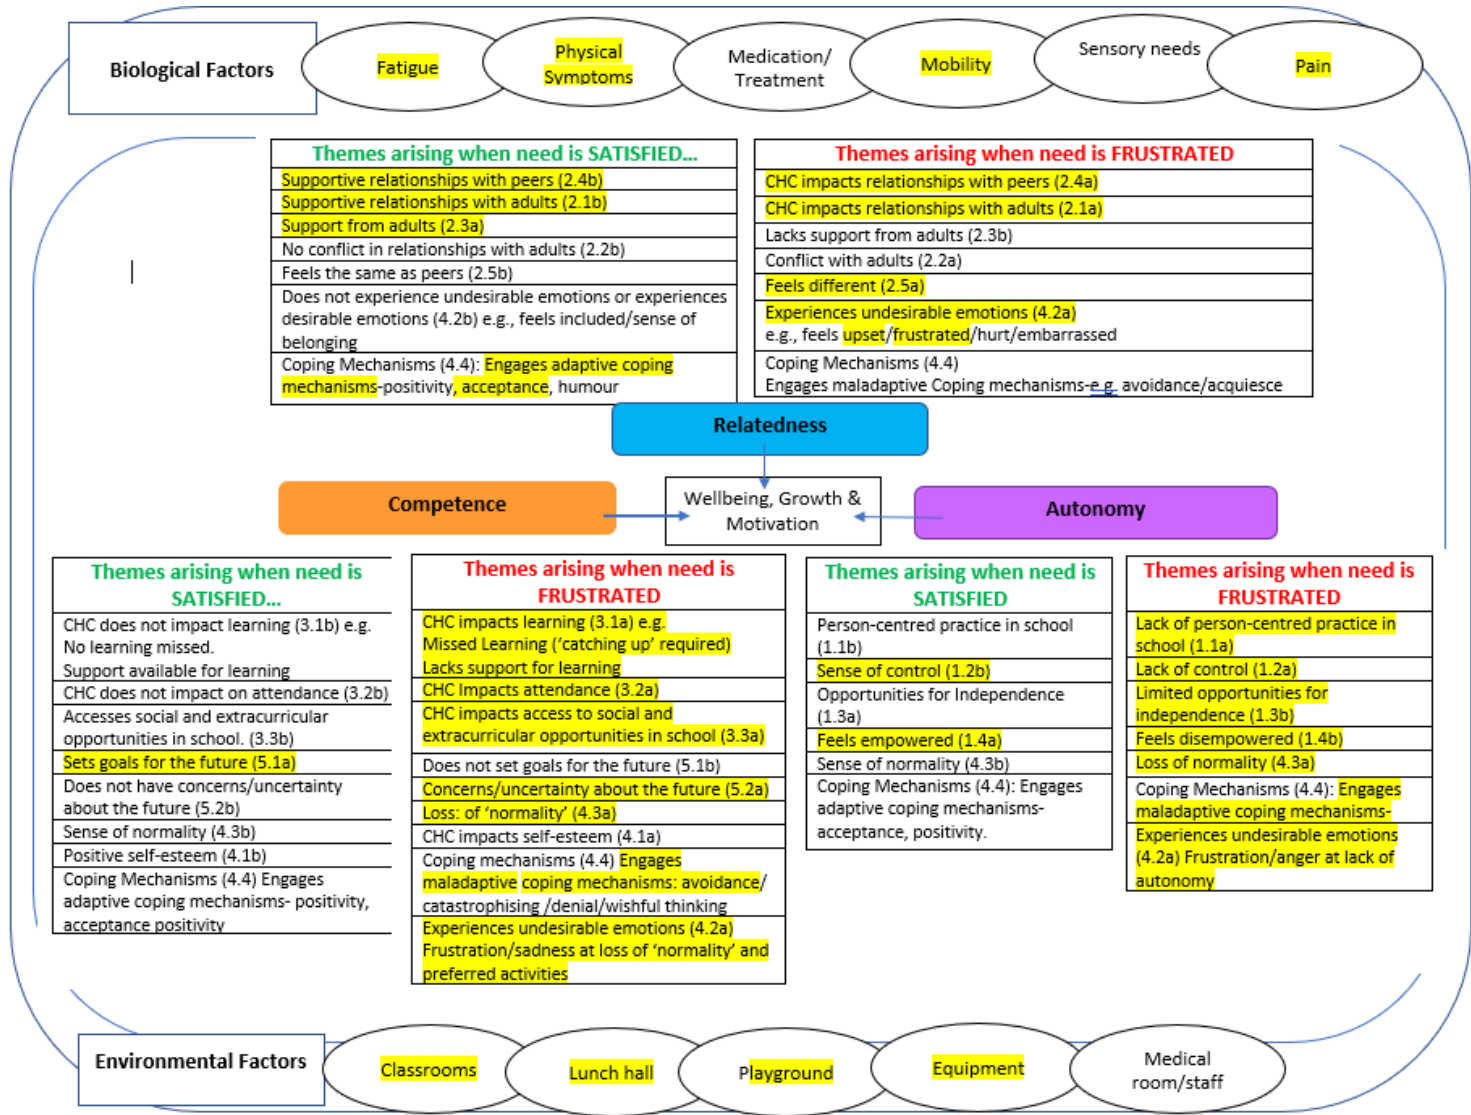 Biological Factors
Fatigue
Physical
Symptoms
Medication/
Treatment
Mobility
Sensory needs
Pain
Themes arising when need is SATISFIED...
Supportive relationships with peers (2.4b)
Supportive relationships with adults (2.1b)
Support from adults (2.3a)
No conflict in relationships with adults (2.2b)
Feels the same as peers (2.5b)
Does not experience undesirable emotions or experiences
desirable emotions (4.2b) e.g., feels included/sense of
belonging
Coping Mechanisms (4.4): Engages adaptive coping
mechanisms-positivity, acceptance, humour
Themes arising when need is FRUSTRATED
CHC impacts relationships with peers (2.4a)
CHC impacts relationships with adults (2.1a)
Lacks support from adults (2.3b)
Conflict with adults (2.2a)
Feels different (2.5a)
Experiences undesirable emotions (4.2a)
e.g., feels upset/frustrated/hurt/embarrassed
Coping Mechanisms (4.4)
Engages maladaptive Coping mechanisms-e.g. avoidance/acquiesce
Relatedness
Competence
Wellbeing, Growth &
Motivation
Autonomy
Themes arising when need is
SATISFIED...
CHC does not impact learning (3.1b) e.g.
No learning missed.
Support available for learning
CHC does not impact on attendance (3.2b)
Accesses social and extracurricular
opportunities in school. (3.3b)
Sets goals for the future (5.1a)
Does not have concerns/uncertainty
about the future (5.2b)
Sense of normality (4.3b)
Positive self-esteem (4.1b)
Coping Mechanisms (4.4) Engages
adaptive coping mechanisms- positivity,
acceptance positivity
Themes arising when need is
FRUSTRATED
CHC impacts learning (3.1a) e.g.
Missed Learning ('catching up' required)
Lacks support for learning
CHC Impacts attendance (3.2a)
CHC impacts access to social and
extracurricular opportunities in school (3.3a)
Does not set goals for the future (5.1b)
Concerns/uncertainty about the future (5.2a)
Loss: of 'normality' (4.3a)
CHC impacts self-esteem (4.1a)
Coping mechanisms (4.4) Engages
maladaptive coping mechanisms: avoidance/
catastrophising /denial/wishful thinking
Experiences undesirable emotions (4.2a)
Frustration/sadness at loss of 'normality' and
preferred activities
Themes arising when need is
SATISFIED
Person-centred practice in school
(1.1b)
Sense of control (1.2b)
Opportunities for Independence
(1.3a)
Feels empowered (1.4a)
Sense of normality (4.3b)
Coping Mechanisms (4.4): Engages
adaptive coping mechanisms-
acceptance, positivity.
Themes arising when need is
FRUSTRATED
Lack of person-centred practice in
school (1.1a)
Lack of control (1.2a)
Limited opportunities for
independence (1.3b)
Feels disempowered (1.4b)
Loss of normality (4.3a)
Coping Mechanisms (4.4): Engages
maladaptive coping mechanisms-
Experiences undesirable emotions
(4.2a) Frustration/anger at lack of
autonomy
Environmental Factors
Classrooms
Lunch hall
Playground
Equipment
Medical
room/staff